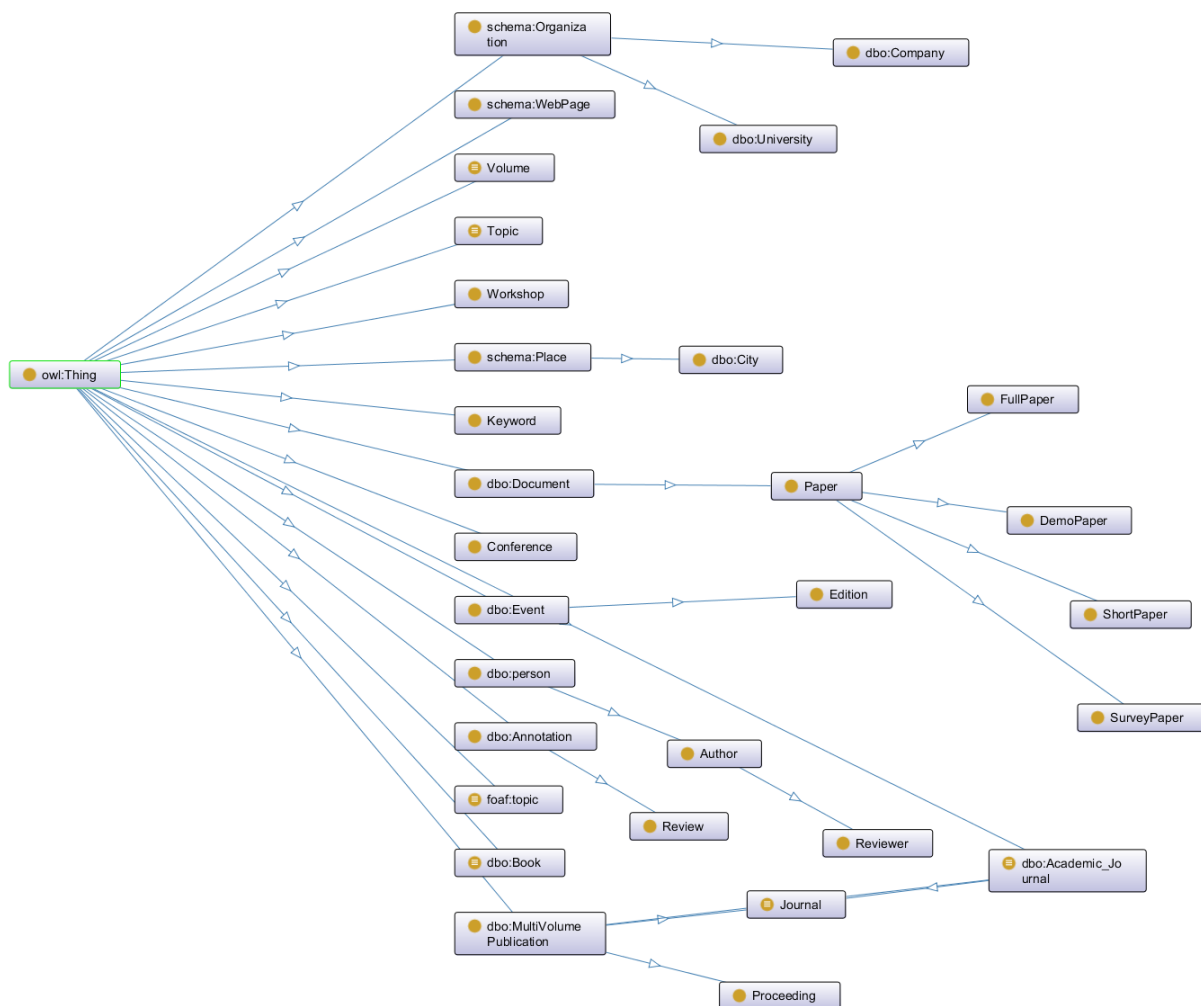 schema:Organiza
tion
dbo:Company
schema:WebPage
dbo:University
Volume
Topic
Workshop
schema:Place
dbo:City
owl:Thing
FullPaper
Keyword
dbo:Document
Paper
DemoPaper
Conference
dbo:Event
Edition
ShortPaper
dbo:person
SurveyPaper
dbo:Annotation
Author
foaf:topic
Review
Reviewer
dbo:Book
dbo:Academic_Jo
urnal
Journal
dbo:MultiVolume
Publication
Proceeding